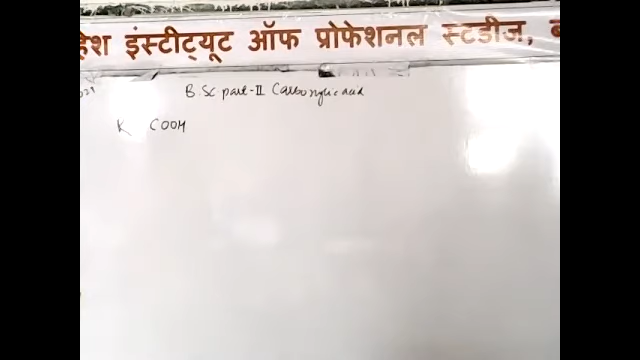 इंस्टीट्यूट ऑफ प्रोफेशनल स्टडीज,
B.Sc part-II Carboxylic acid
R COOH